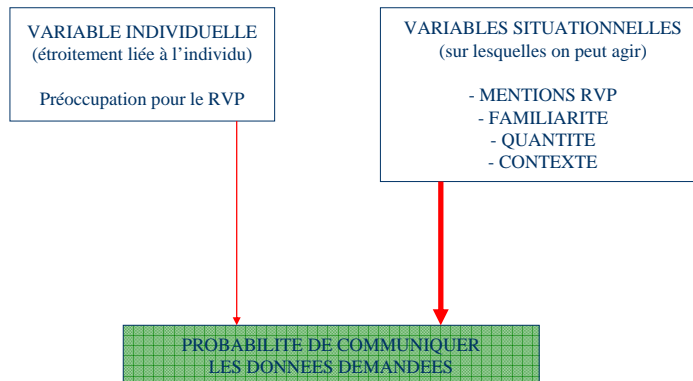 VARIABLE INDIVIDUELLE
(étroitement liée à l'individu)
Préoccupation pour le RVP
VARIABLES SITUATIONNELLES
(sur lesquelles on peut agir)
- MENTIONS RVP
- FAMILIARITE
- QUANTITE
- CONTEXTE
PROBABILITE DE COMMUNIQUER
LES DONNEES DEMANDEES